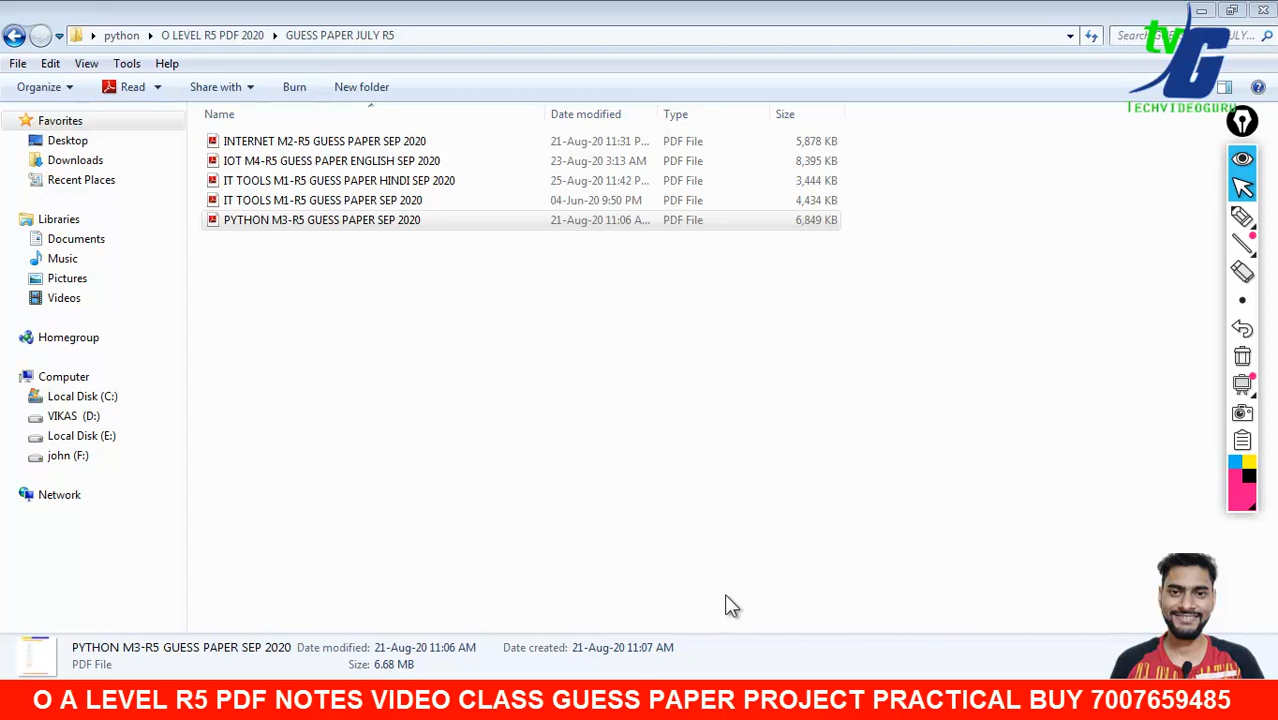 python
O LEVEL R5 PDF 2020
GUESS PAPER JULY R5
tv
G
TECHVIDEOGURU
File Edit View Tools Help
Organize Read Share with Burn New folder
Name Date modified Type Size
INTERNET M2-R5 GUESS PAPER SEP 2020 21-Aug-20 11:31 P... PDF File 5,878 KB
IOT M4-R5 GUESS PAPER ENGLISH SEP 2020 23-Aug-20 3:13 AM PDF File 8,395 KB
IT TOOLS M1-R5 GUESS PAPER HINDI SEP 2020 25-Aug-20 11:42 P... PDF File 3,444 KB
IT TOOLS M1-R5 GUESS PAPER SEP 2020 04-Jun-20 9:50 PM PDF File 4,434 KB
PYTHON M3-R5 GUESS PAPER SEP 2020 21-Aug-20 11:06 A... PDF File 6,849 KB
Favorites
Desktop
Downloads
Recent Places
Libraries
Documents
Music
Pictures
Videos
Homegroup
Computer
Local Disk (C:)
VIKAS (D:)
Local Disk (E:)
john (F:)
Network
PYTHON M3-R5 GUESS PAPER SEP 2020 Date modified: 21-Aug-20 11:06 AM Date created: 21-Aug-20 11:07 AM
PDF File Size: 6.68 MB
O A LEVEL R5 PDF NOTES VIDEO CLASS GUESS PAPER PROJECT PRACTICAL BUY 7007659485